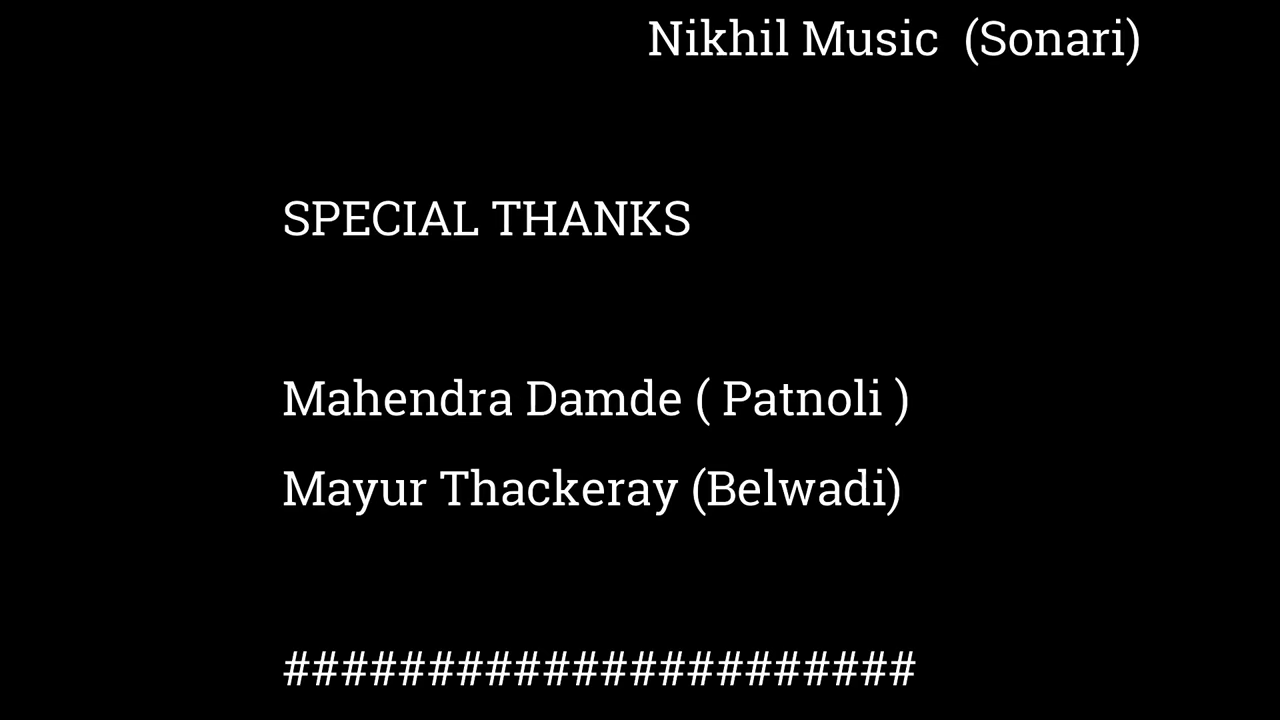 Nikhil Music  (Sonari)
SPECIAL THANKS
Mahendra Damde ( Patnoli )
Mayur Thackeray (Belwadi)
######################